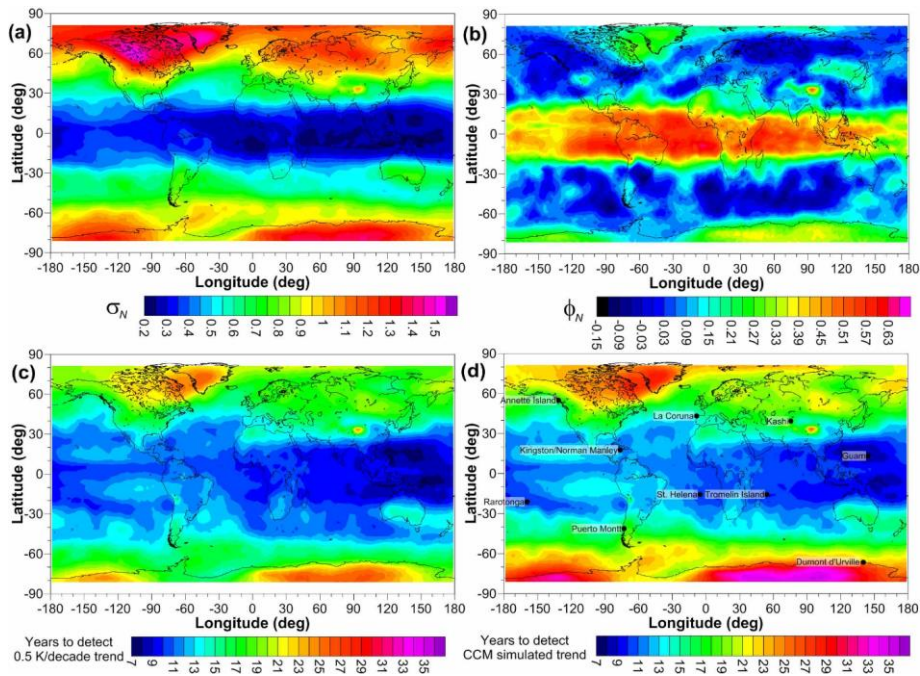 (a)
90
60
30
0
-30
-60
-90
Latitude (deg)
-180 -150 -120 -90 -60 -30 0 30 60 90 120 150 180
Longitude (deg)
σN
0.2 0.3 0.4 0.5 0.6 0.7 0.8 0.9 1 1.1 1.2 1.3 1.4 1.5
(b)
90
60
30
0
-30
-60
-90
Latitude (deg)
-180 -150 -120 -90 -60 -30 0 30 60 90 120 150 180
Longitude (deg)
ϕN
-0.15 -0.09 -0.03 0.03 0.09 0.15 0.21 0.27 0.33 0.39 0.45 0.51 0.57 0.63
(c)
90
60
30
0
-30
-60
-90
Latitude (deg)
-180 -150 -120 -90 -60 -30 0 30 60 90 120 150 180
Longitude (deg)
Years to detect
0.5 K/decade trend
7 9 11 13 15 17 19 21 23 25 27 29 31 33 35
(d)
90
60
30
0
-30
-60
-90
Latitude (deg)
Annette Island
La Coruna
Kashi
Kingston/Norman Manley
Guam
St. Helena
Tromelin Island
Rarotonga
Puerto Montt
Dumont d'Urville
-180 -150 -120 -90 -60 -30 0 30 60 90 120 150 180
Longitude (deg)
Years to detect
CCM simulated trend
7 9 11 13 15 17 19 21 23 25 27 29 31 33 35